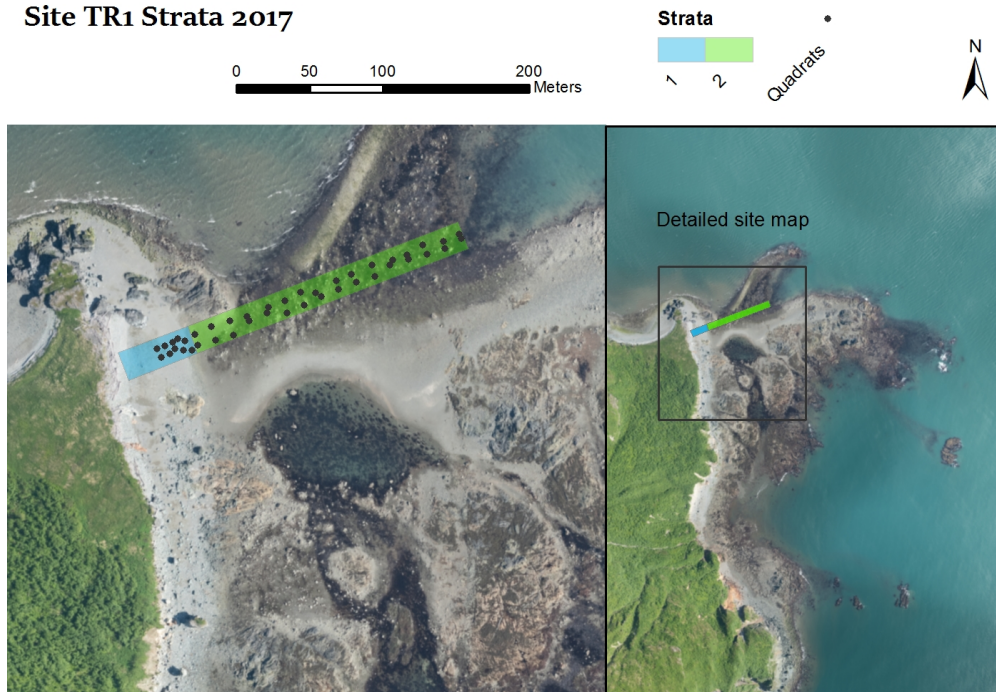 Site TR1 Strata 2017
0 50 100 200
Meters
Strata
1 2 Quadrats
N
Detailed site map